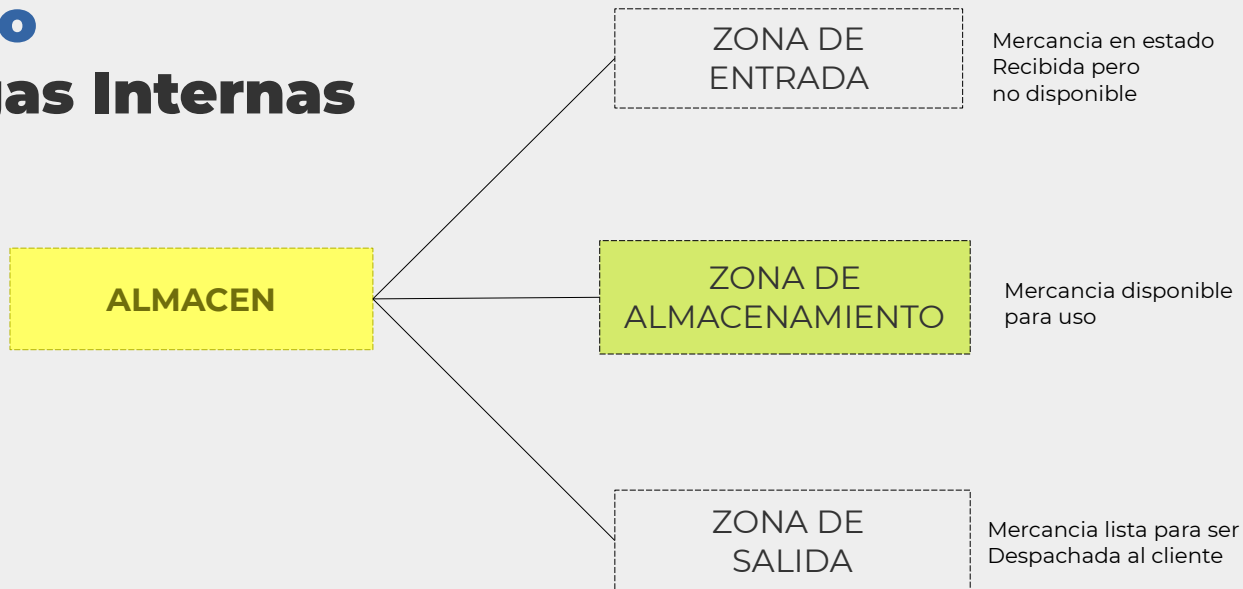 o
gas Internas
ZONA DE
ENTRADA
Mercancia en estado
Recibida pero
no disponible
ALMACEN
ZONA DE
ALMACENAMIENTO
Mercancia disponible
para uso
ZONA DE
SALIDA
Mercancia lista para ser
Despachada al cliente